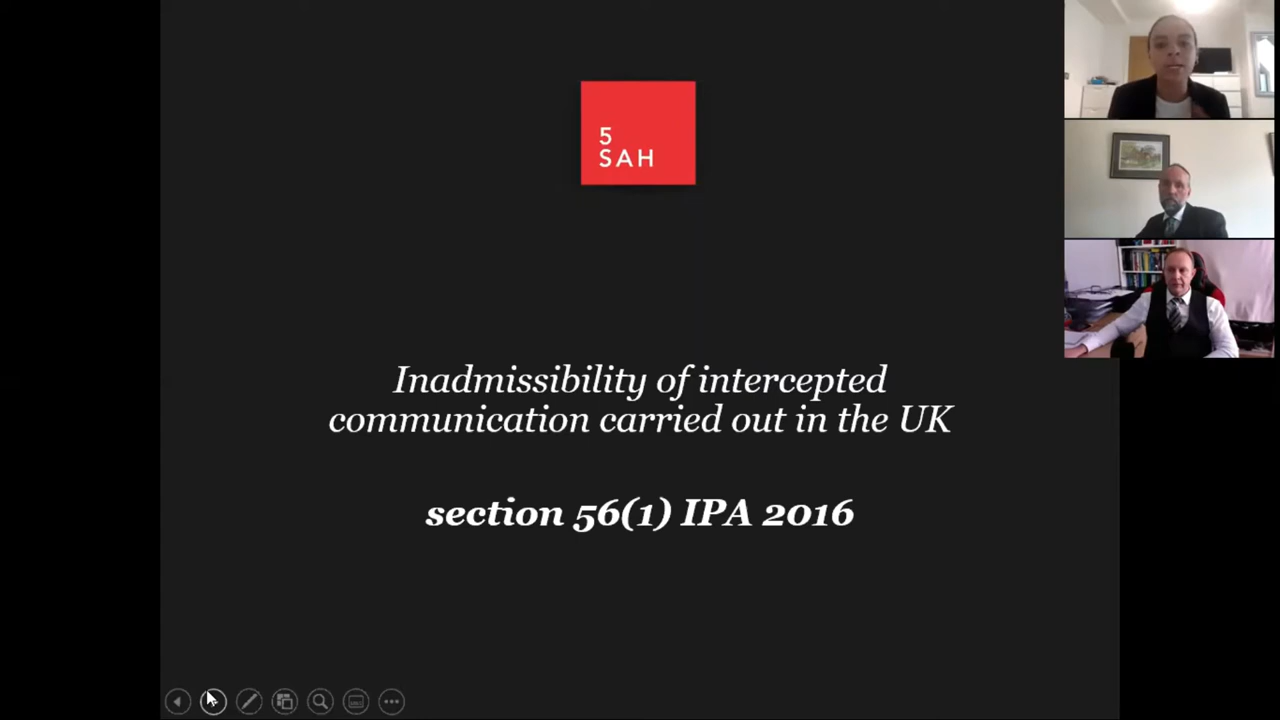 5
SAH
Inadmissibility of intercepted
communication carried out in the UK
section 56(1) IPA 2016